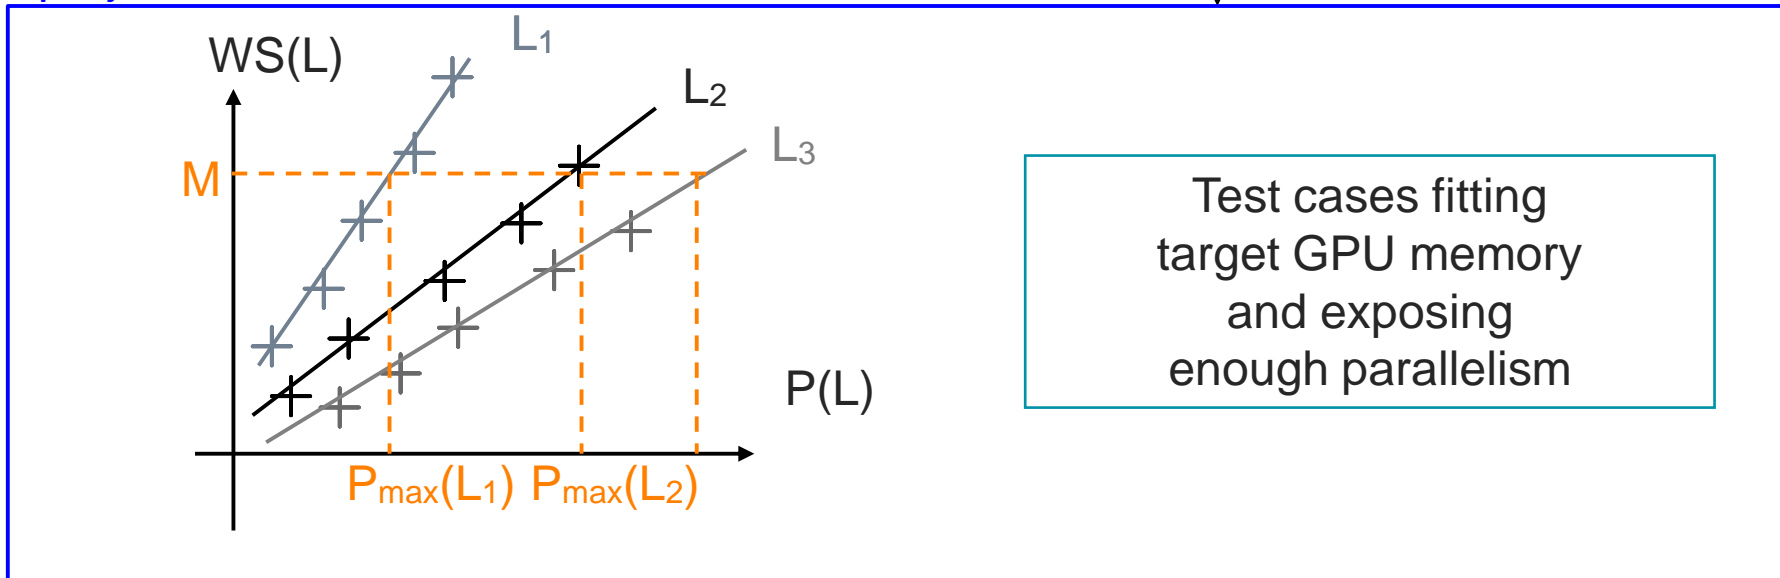 L1
WS(L)
L2
L3
M
P(L)
Pmax(L1) Pmax(L2)
Test cases fitting
target GPU memory
and exposing
enough parallelism